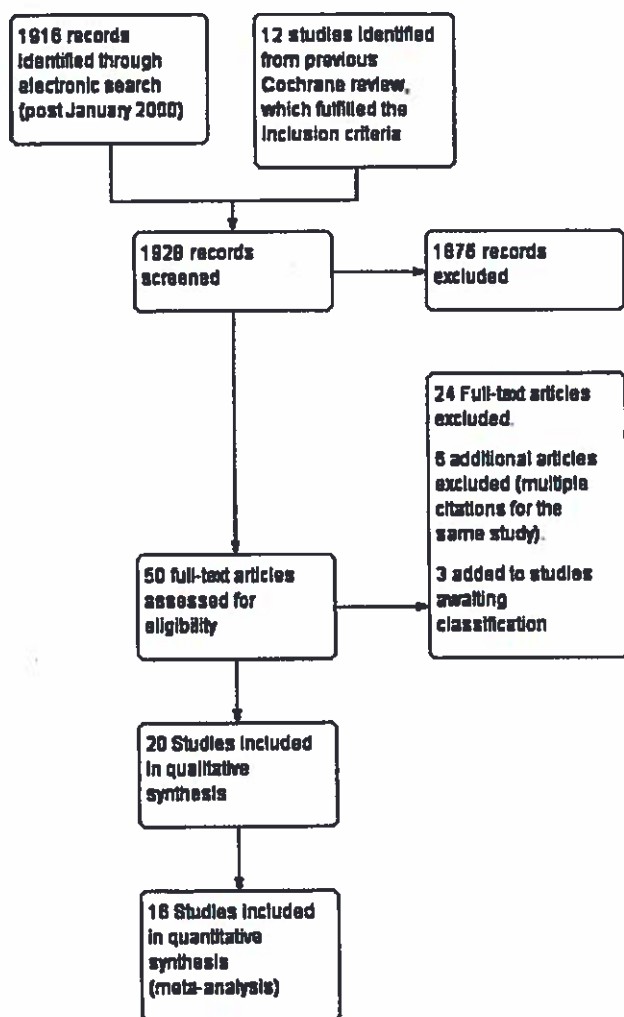 1916 records
identified through
electronic search
(post January 2000)
12 studies identified
from previous
Cochrane review,
which fulfilled the
inclusion criteria
1928 records
screened
1875 records
excluded
24 Full-text articles
excluded.
6 additional articles
excluded (multiple
citations for the
same study).
3 added to studies
awaiting
classification
50 full-text articles
assessed for
eligibility
20 Studies included
in qualitative
synthesis
16 Studies included
in quantitative
synthesis
(meta-analysis)